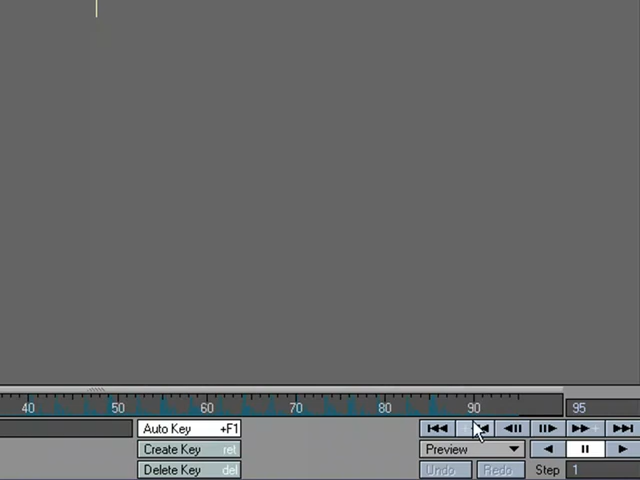 40 50 60 70 80 90 95
Auto Key +F1
Create Key ret Preview
Delete Key del Undo Redo Step 1